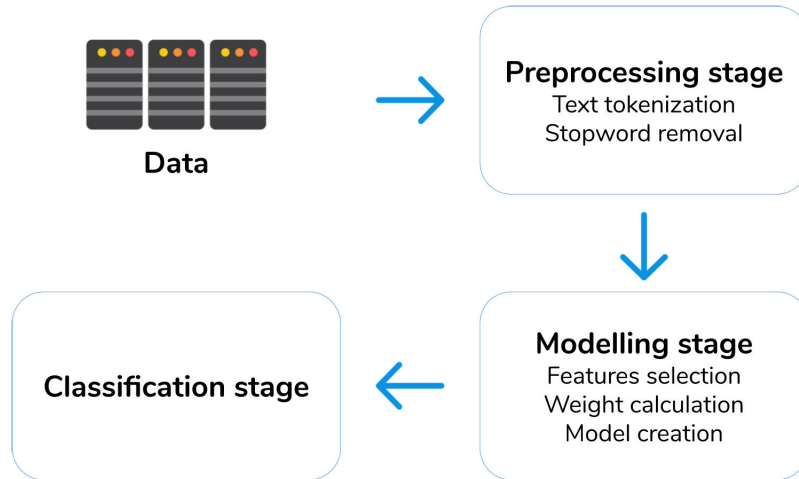 Data
Preprocessing stage
Text tokenization
Stopword removal
Modelling stage
Features selection
Weight calculation
Model creation
Classification stage